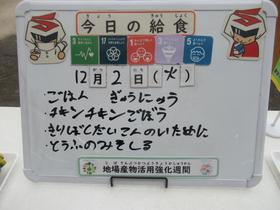 今日の給食
12月2日(火)
・ごはん ぎゅうにゅう
・チキンチキンごぼう
・きりぼしだいこんのいために
・とうふのみそしる
地場産物活用強化週間